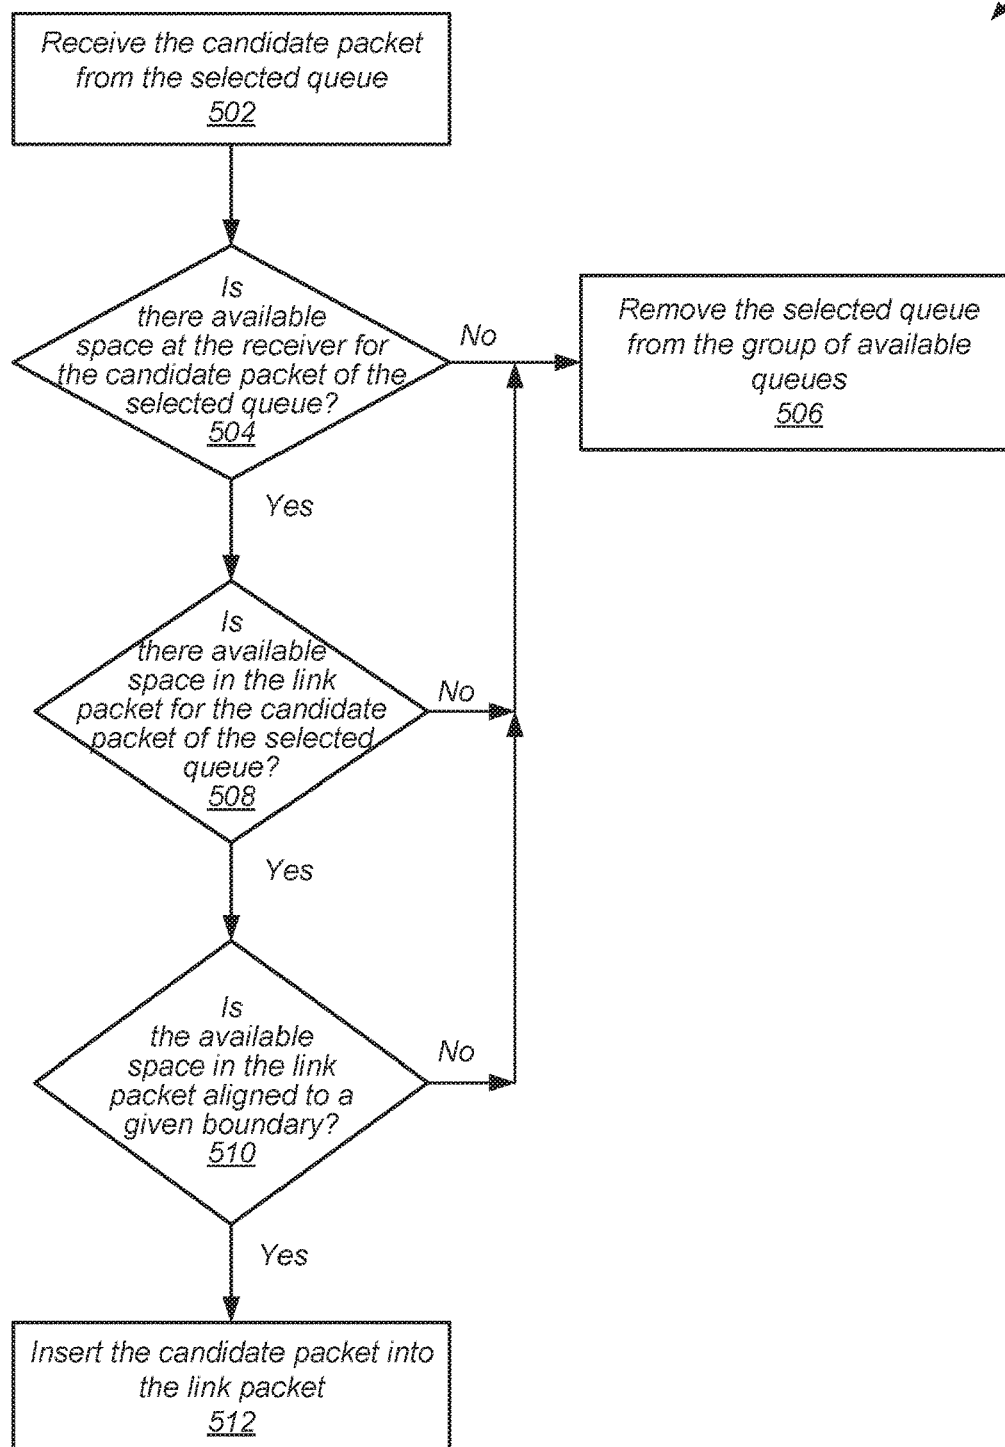 Receive the candidate packet
from the selected queue
502
Is
there available
space at the receiver for
the candidate packet of the
selected queue?
504
No
Remove the selected queue
from the group of available
queues
506
Yes
Is
there available
space in the link
packet for the candidate
packet of the selected
queue?
508
No
Yes
Is
the available
space in the link
packet aligned to a
given boundary?
510
No
Yes
Insert the candidate packet into
the link packet
512